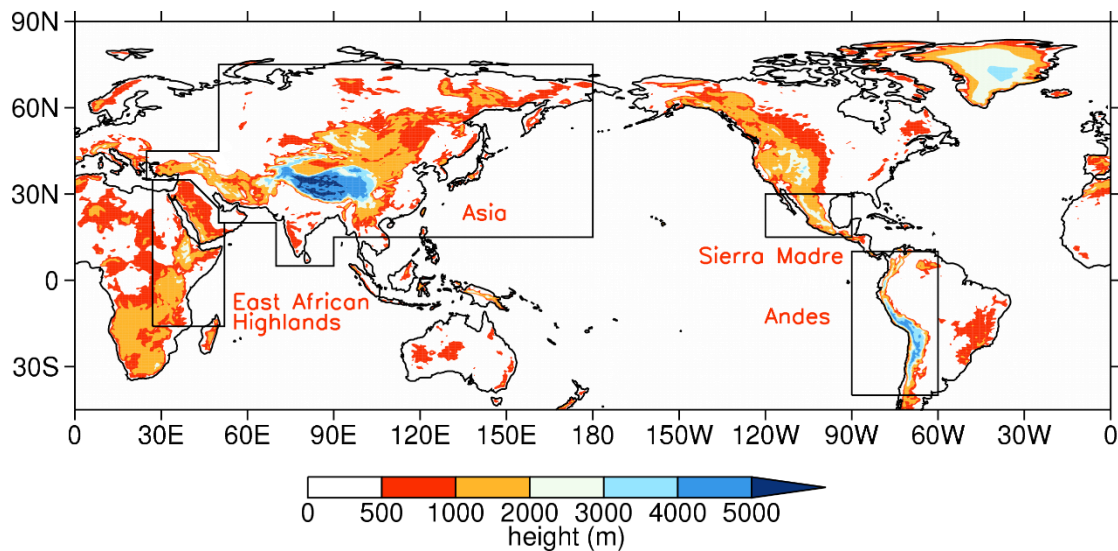 90N
60N
30N
0
30S
Asia
Sierra Madre
East African
Highlands
Andes
0 30E 60E 90E 120E 150E 180 150W 120W 90W 60W 30W 0
0 500 1000 2000 3000 4000 5000
height (m)